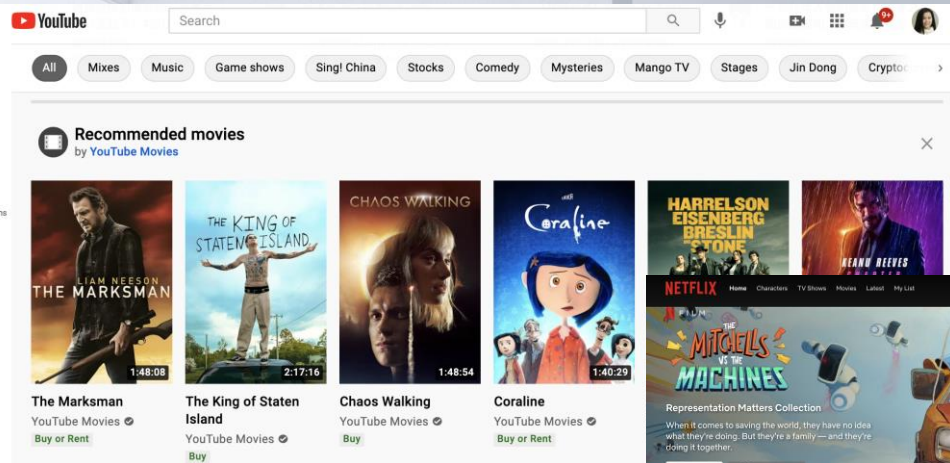 YouTube
Search
9+
All Mixes Music Game shows Sing! China Stocks Comedy Mysteries Mango TV Stages Jin Dong
Recommended movies
by YouTube Movies
LIAM NEESON
THE MARKSMAN
1:48:08
THE KING OF
STATEN ISLAND
2:17:16
CHAOS WALKING
1:48:54
Coraline
1:40:29
HARRELSON
EISENBERG
BRESLIN
STONE
KEANU REEVES
The Marksman
YouTube Movies
Buy or Rent
The King of Staten
Island
YouTube Movies
Buy
Chaos Walking
YouTube Movies
Buy
Coraline
YouTube Movies
Buy or Rent
NETFLIX Home Characters TV Shows Movies Latest My List
N FILM
THE
MITCHELLS
VS THE
MACHINES
Representation Matters Collection
When it comes to saving the world, they have no idea
what they're doing. But they're a family — and they're
doing it together.